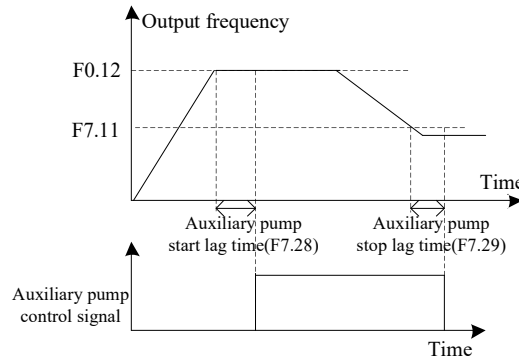 Output frequency
F0.12
F7.11
Time
Auxiliary pump
start lag time(F7.28)
Auxiliary pump
stop lag time(F7.29)
Auxiliary pump
control signal
Time